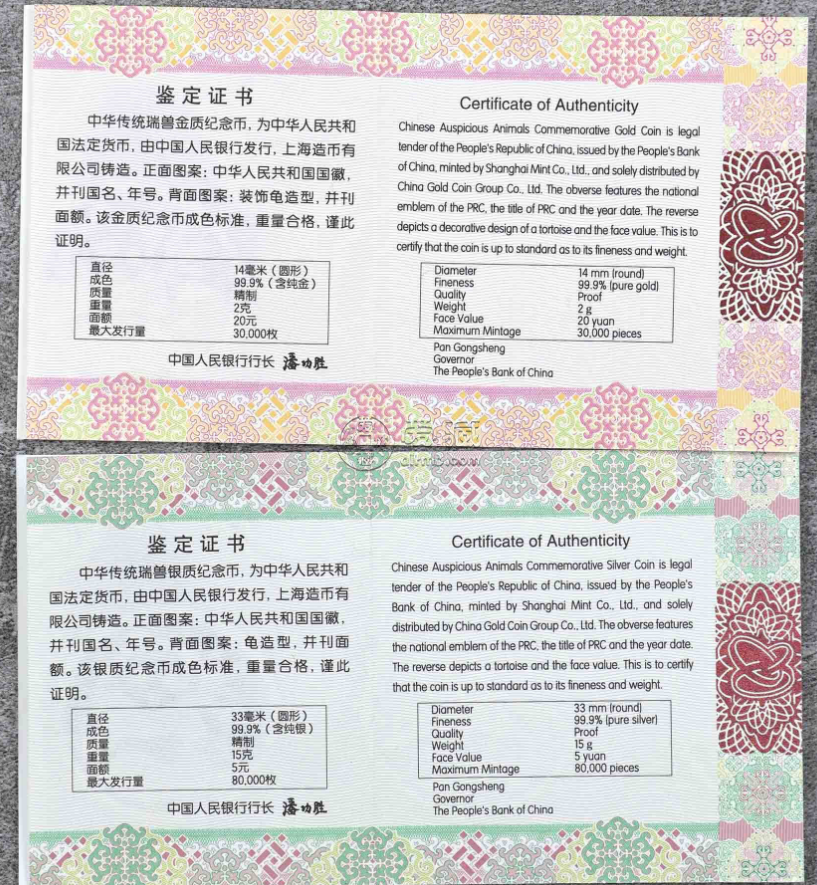 鉴定证书
中华传统瑞兽金质纪念币，为中华人民共和
国法定货币，由中国人民银行发行，上海造币有
限公司铸造。正面图案：中华人民共和国国徽，
并刊国名、年号。背面图案：装饰龟造型，并刊
面额。该金质纪念币成色标准，重量合格，谨此
证明。
直径 14毫米（圆形）
成色 99.9%（含纯金）
质量 精制
重量 2克
面额 20元
最大发行量 30,000枚
中国人民银行行长 潘功胜
Certificate of Authenticity
Chinese Auspicious Animals Commemorative Gold Coin is legal
tender of the People's Republic of China, issued by the People's Bank
of China, minted by Shanghai Mint Co., Ltd., and solely distributed by
China Gold Coin Group Co., Ltd. The obverse features the national
emblem of the PRC, the title of PRC and the year date. The reverse
depicts a decorative design of a tortoise and the face value. This is to
certify that the coin is up to standard as to its fineness and weight.
Diameter 14 mm (round)
Fineness 99.9% (pure gold)
Quality Proof
Weight 2 g
Face Value 20 yuan
Maximum Mintage 30,000 pieces
Pan Gongsheng
Governor
The People's Bank of China
鉴定证书
中华传统瑞兽银质纪念币，为中华人民共和
国法定货币，由中国人民银行发行，上海造币有
限公司铸造。正面图案：中华人民共和国国徽，
并刊国名、年号。背面图案：龟造型，并刊面
额。该银质纪念币成色标准，重量合格，谨此
证明。
直径 33毫米（圆形）
成色 99.9%（含纯银）
质量 精制
重量 15克
面额 5元
最大发行量 80,000枚
中国人民银行行长 潘功胜
Certificate of Authenticity
Chinese Auspicious Animals Commemorative Silver Coin is legal
tender of the People's Republic of China, issued by the People's
Bank of China, minted by Shanghai Mint Co., Ltd., and solely
distributed by China Gold Coin Group Co., Ltd. The obverse features
the national emblem of the PRC, the title of PRC and the year date.
The reverse depicts a tortoise and the face value. This is to certify
that the coin is up to standard as to its fineness and weight.
Diameter 33 mm (round)
Fineness 99.9% (pure silver)
Quality Proof
Weight 15 g
Face Value 5 yuan
Maximum Mintage 80,000 pieces
Pan Gongsheng
Governor
The People's Bank of China